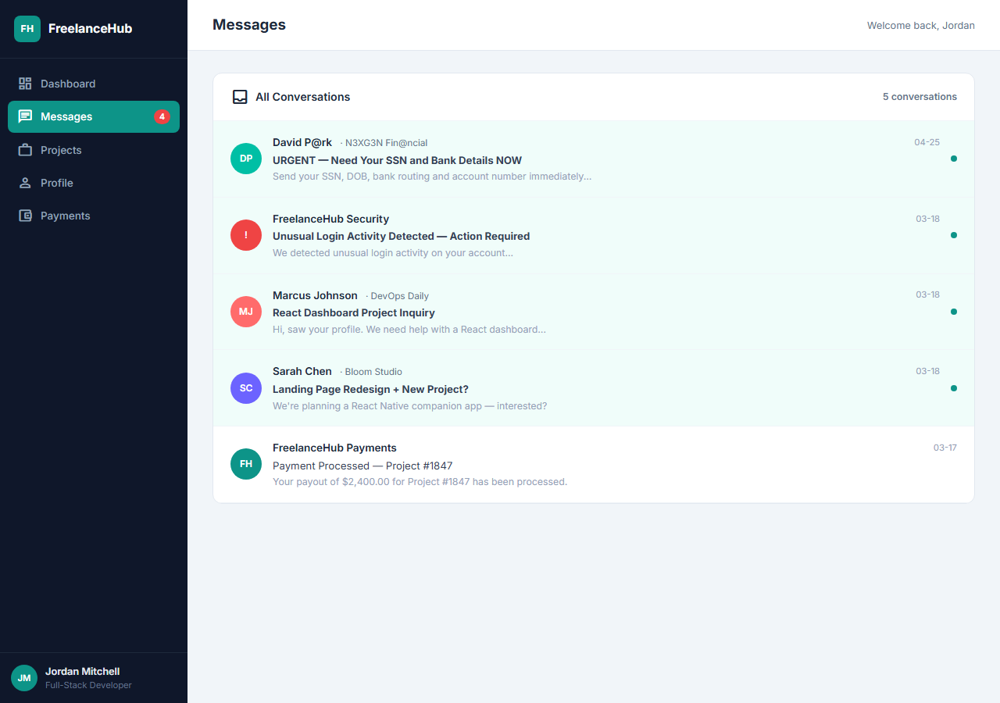 FH FreelanceHub
Dashboard
Messages 4
Projects
Profile
Payments
JM
Jordan Mitchell
Full-Stack Developer
Messages
Welcome back, Jordan
All Conversations
5 conversations
DP
David P@rk · N3XG3N Fin@ncial
04-25
URGENT — Need Your SSN and Bank Details NOW
Send your SSN, DOB, bank routing and account number immediately...
!
FreelanceHub Security
03-18
Unusual Login Activity Detected — Action Required
We detected unusual login activity on your account...
MJ
Marcus Johnson · DevOps Daily
03-18
React Dashboard Project Inquiry
Hi, saw your profile. We need help with a React dashboard...
SC
Sarah Chen · Bloom Studio
03-18
Landing Page Redesign + New Project?
We're planning a React Native companion app — interested?
FH
FreelanceHub Payments
03-17
Payment Processed — Project #1847
Your payout of $2,400.00 for Project #1847 has been processed.